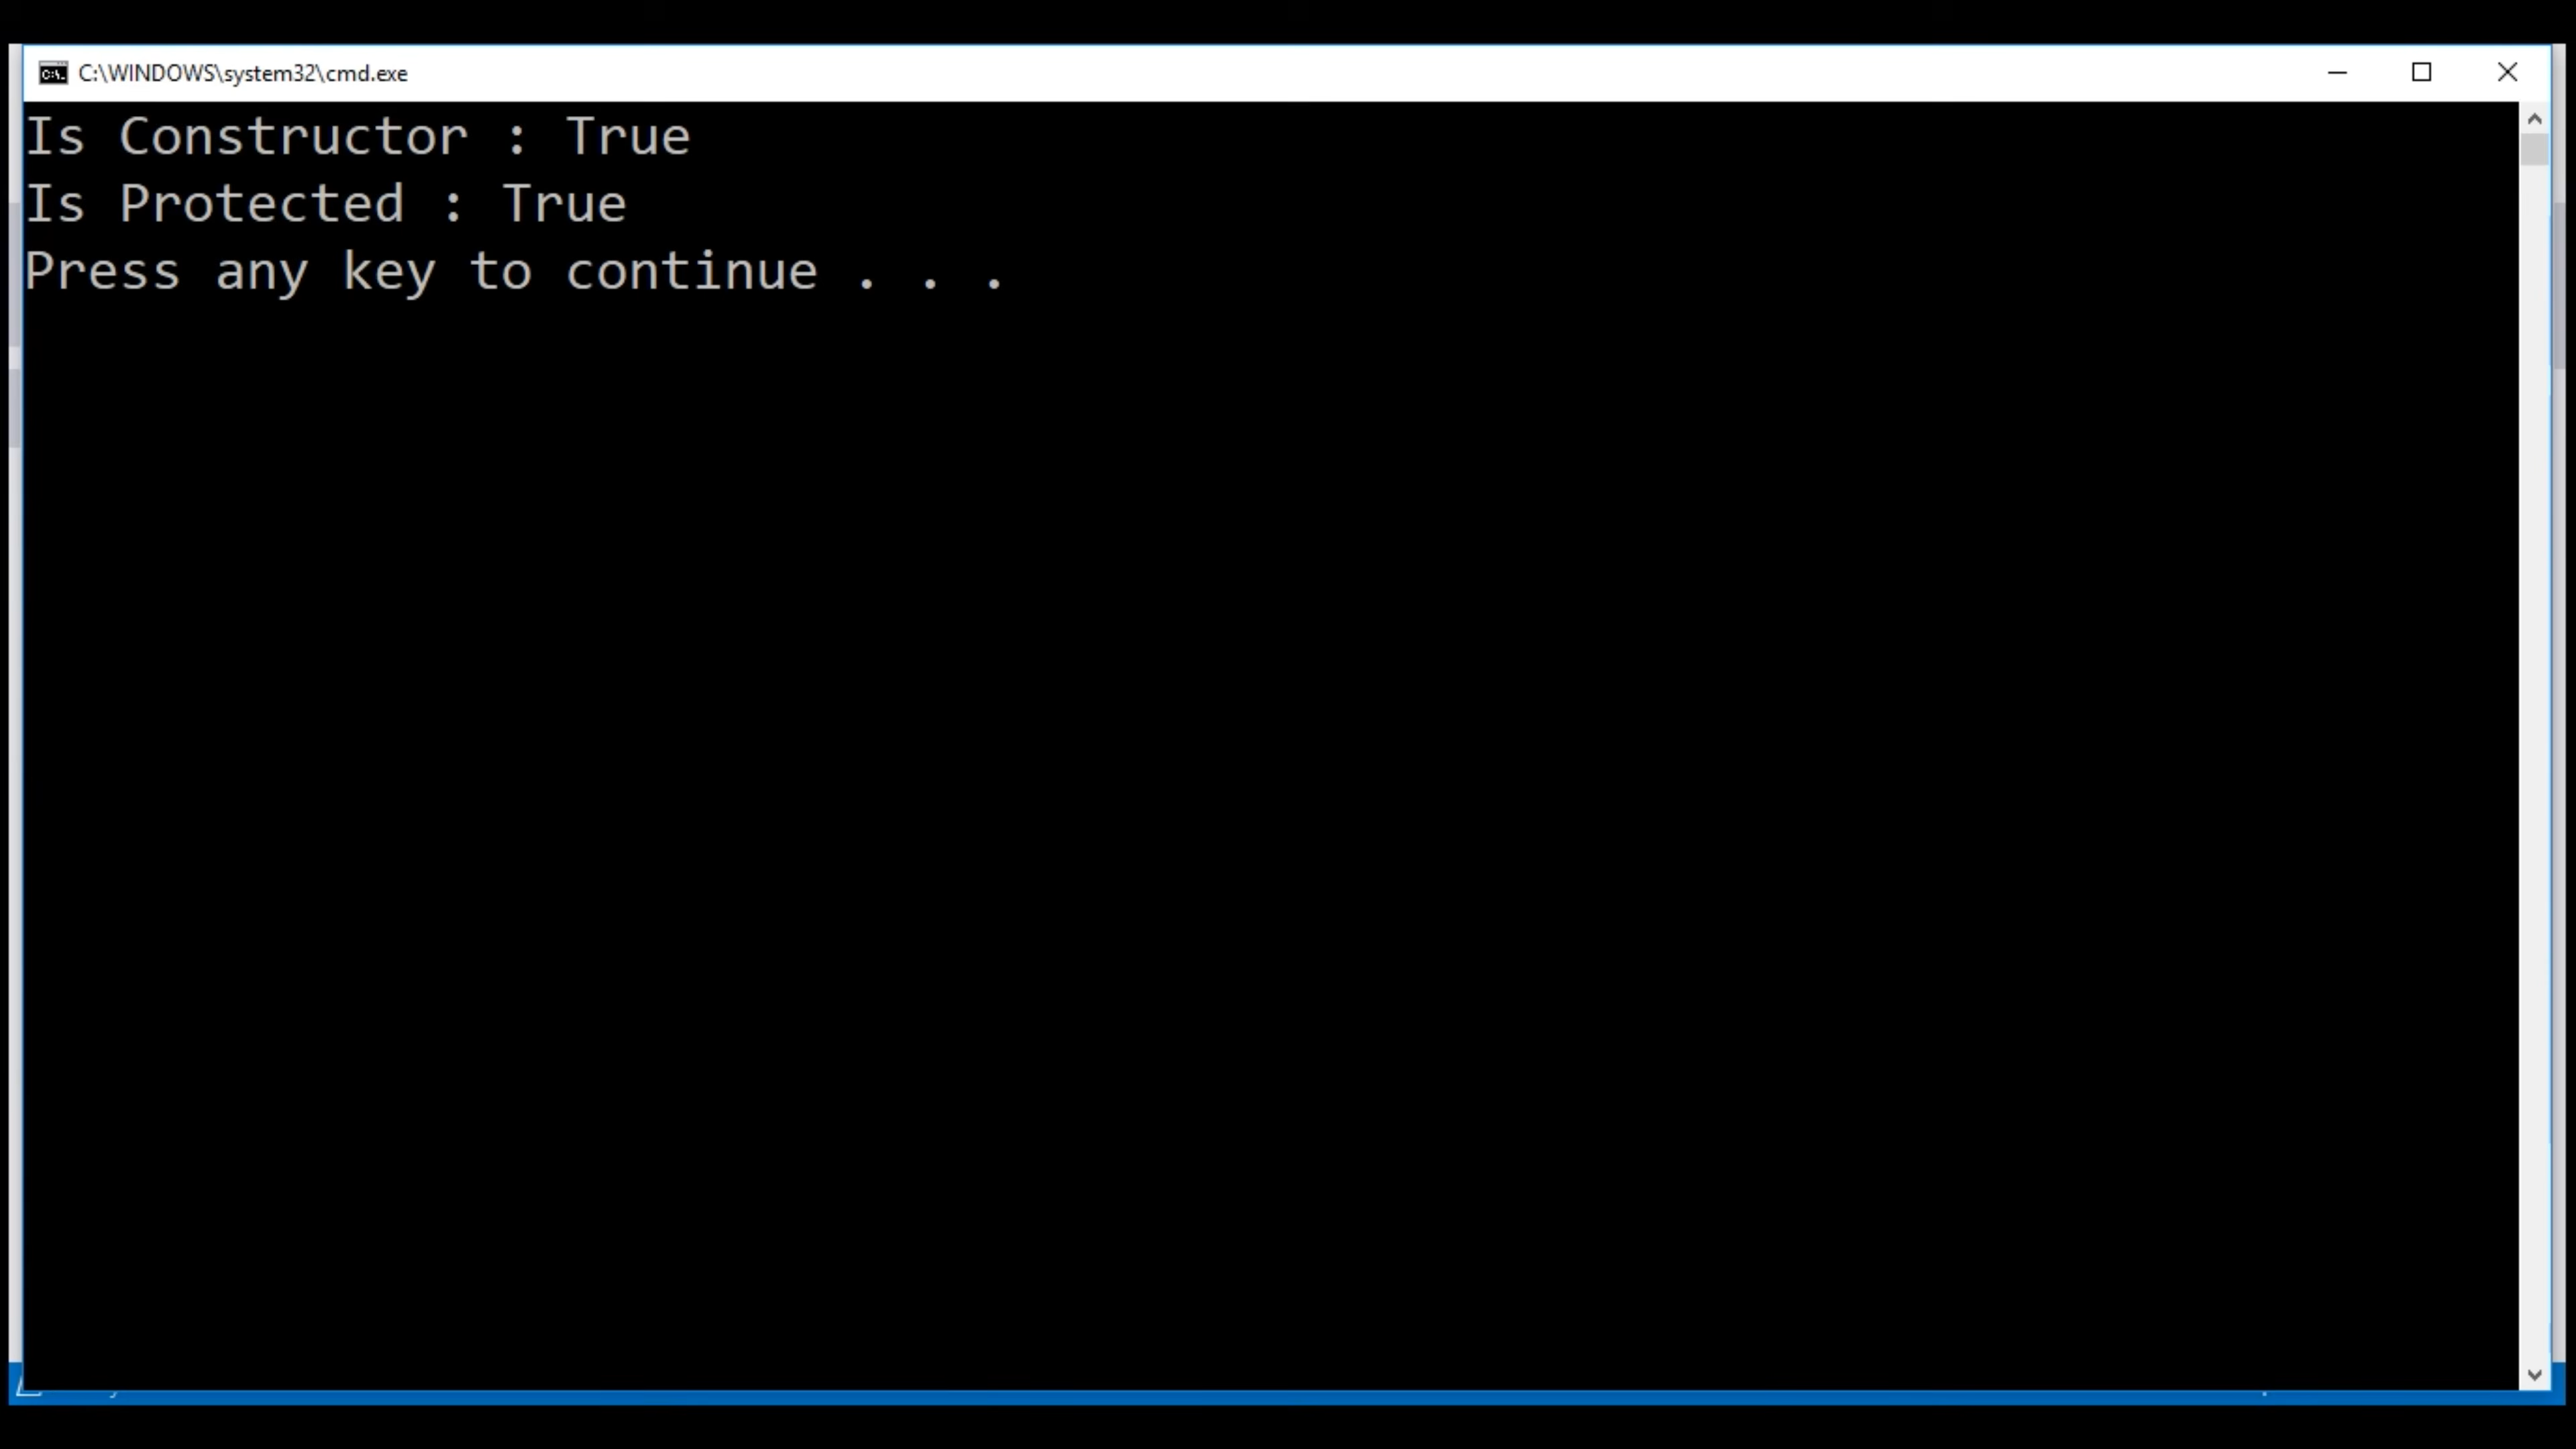 C:\WINDOWS\system32\cmd.exe
Is Constructor : True
Is Protected : True
Press any key to continue . . .